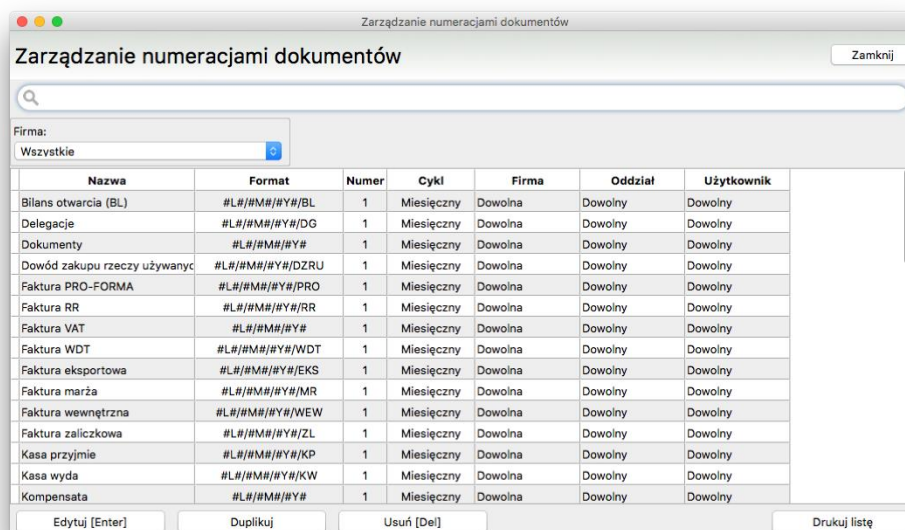 Zarządzanie numeracjami dokumentów
Zarządzanie numeracjami dokumentów
Zamknij
Firma:
Wszystkie
Nazwa Format Numer Cykl Firma Oddział Użytkownik
Bilans otwarcia (BL) #L#/#M#/#Y#/BL 1 Miesięczny Dowolna Dowolny Dowolny
Delegacje #L#/#M#/#Y#/DG 1 Miesięczny Dowolna Dowolny Dowolny
Dokumenty #L#/#M#/#Y# 1 Miesięczny Dowolna Dowolny Dowolny
Dowód zakupu rzeczy używanyc #L#/#M#/#Y#/DZRU 1 Miesięczny Dowolna Dowolny Dowolny
Faktura PRO-FORMA #L#/#M#/#Y#/PRO 1 Miesięczny Dowolna Dowolny Dowolny
Faktura RR #L#/#M#/#Y#/RR 1 Miesięczny Dowolna Dowolny Dowolny
Faktura VAT #L#/#M#/#Y# 1 Miesięczny Dowolna Dowolny Dowolny
Faktura WDT #L#/#M#/#Y#/WDT 1 Miesięczny Dowolna Dowolny Dowolny
Faktura eksportowa #L#/#M#/#Y#/EKS 1 Miesięczny Dowolna Dowolny Dowolny
Faktura marża #L#/#M#/#Y#/MR 1 Miesięczny Dowolna Dowolny Dowolny
Faktura wewnętrzna #L#/#M#/#Y#/WEW 1 Miesięczny Dowolna Dowolny Dowolny
Faktura zaliczkowa #L#/#M#/#Y#/ZL 1 Miesięczny Dowolna Dowolny Dowolny
Kasa przyjmie #L#/#M#/#Y#/KP 1 Miesięczny Dowolna Dowolny Dowolny
Kasa wyda #L#/#M#/#Y#/KW 1 Miesięczny Dowolna Dowolny Dowolny
Kompensata #L#/#M#/#Y# 1 Miesięczny Dowolna Dowolny Dowolny
Edytuj [Enter] Duplikuj Usuń [Del] Drukuj listę